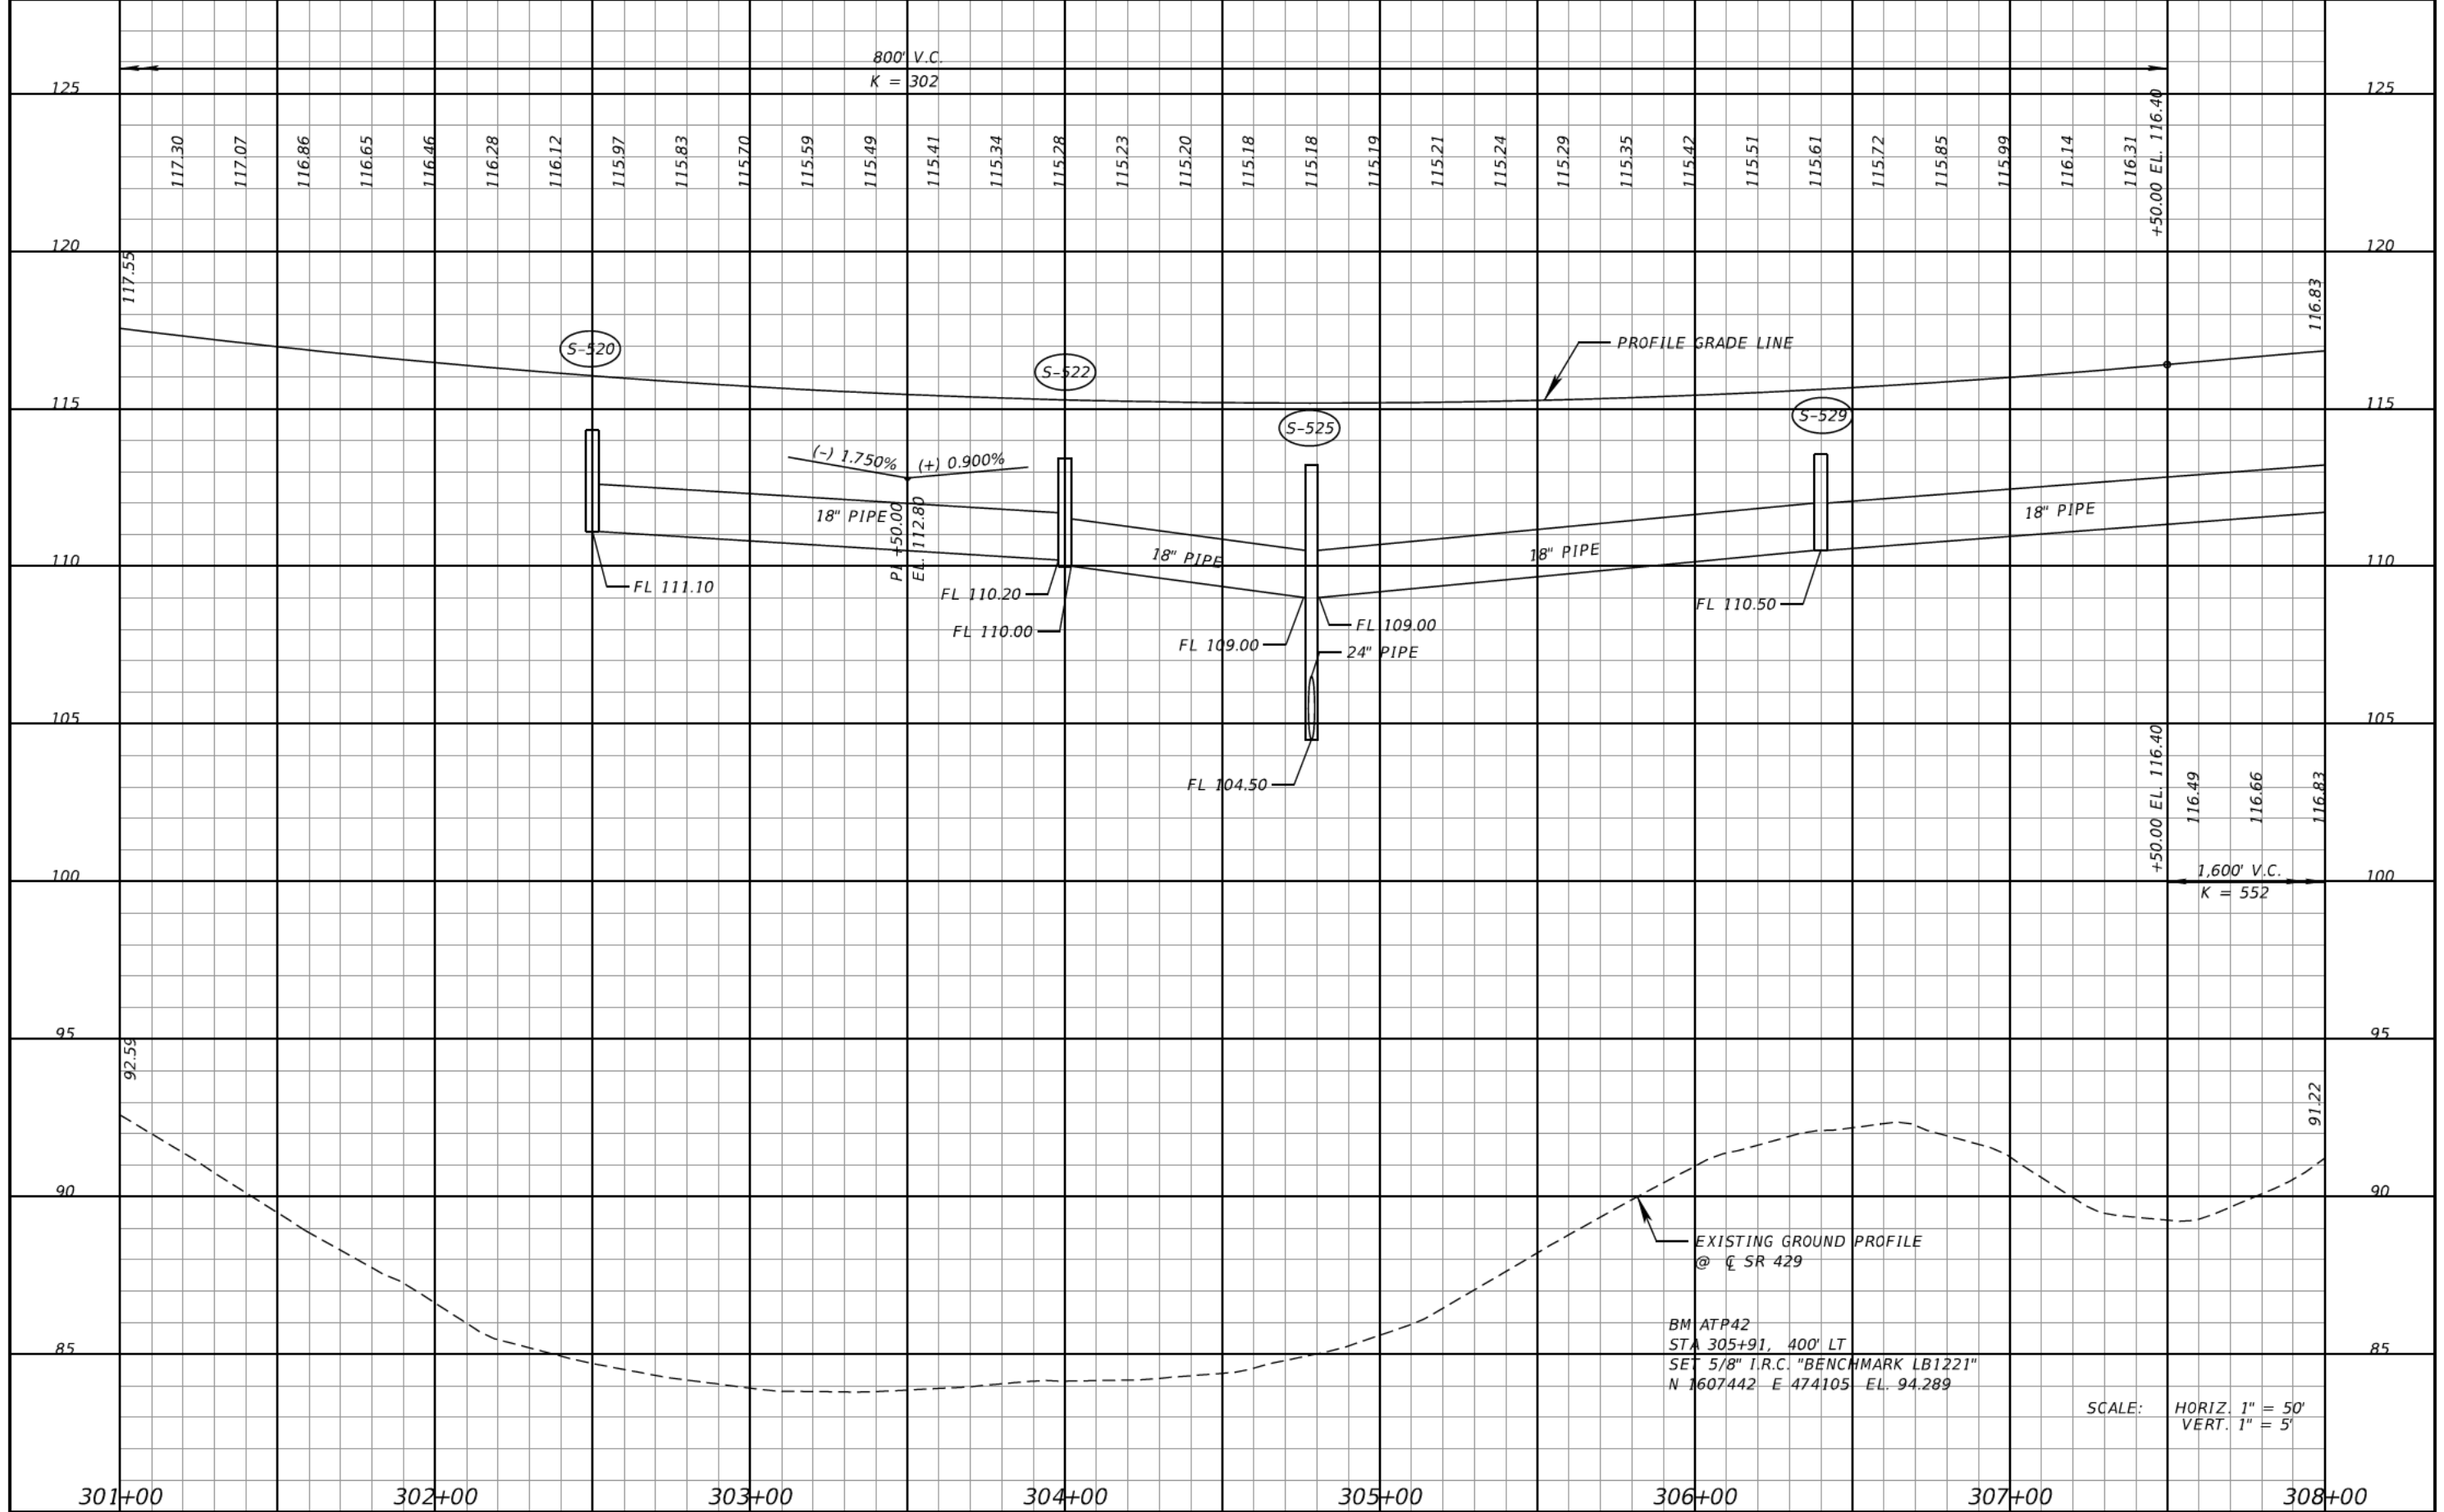 800' V.C.
K = 302
125
125
117.30 117.07 116.86 116.65 116.46 116.28 116.12 115.97 115.83 115.70 115.59 115.49 115.41 115.34 115.28 115.23 115.20 115.18 115.18 115.19 115.21 115.24 115.29 115.35 115.42 115.51 115.61 115.72 115.85 115.99 116.14 116.31
+50.00 EL. 116.40
120
120
117.55
116.83
PROFILE GRADE LINE
S-520
S-522
115
115
S-525
S-529
(-) 1.750%
(+) 0.900%
18" PIPE
PI +50.00
EL. 112.80
18" PIPE
18" PIPE
18" PIPE
110
110
FL 111.10
FL 110.20
FL 110.00
FL 110.50
FL 109.00
FL 109.00
24" PIPE
105
105
FL 104.50
+50.00 EL. 116.40
116.49
116.66
116.83
100
1,600' V.C.
K = 552
100
95
95
92.59
91.22
90
90
EXISTING GROUND PROFILE
@ ℄ SR 429
85
85
BM ATP42
STA 305+91, 400' LT
SET 5/8" I.R.C. "BENCHMARK LB1221"
N 1607442 E 474105 EL. 94.289
SCALE: HORIZ. 1" = 50'
VERT. 1" = 5'
301+00 302+00 303+00 304+00 305+00 306+00 307+00 308+00